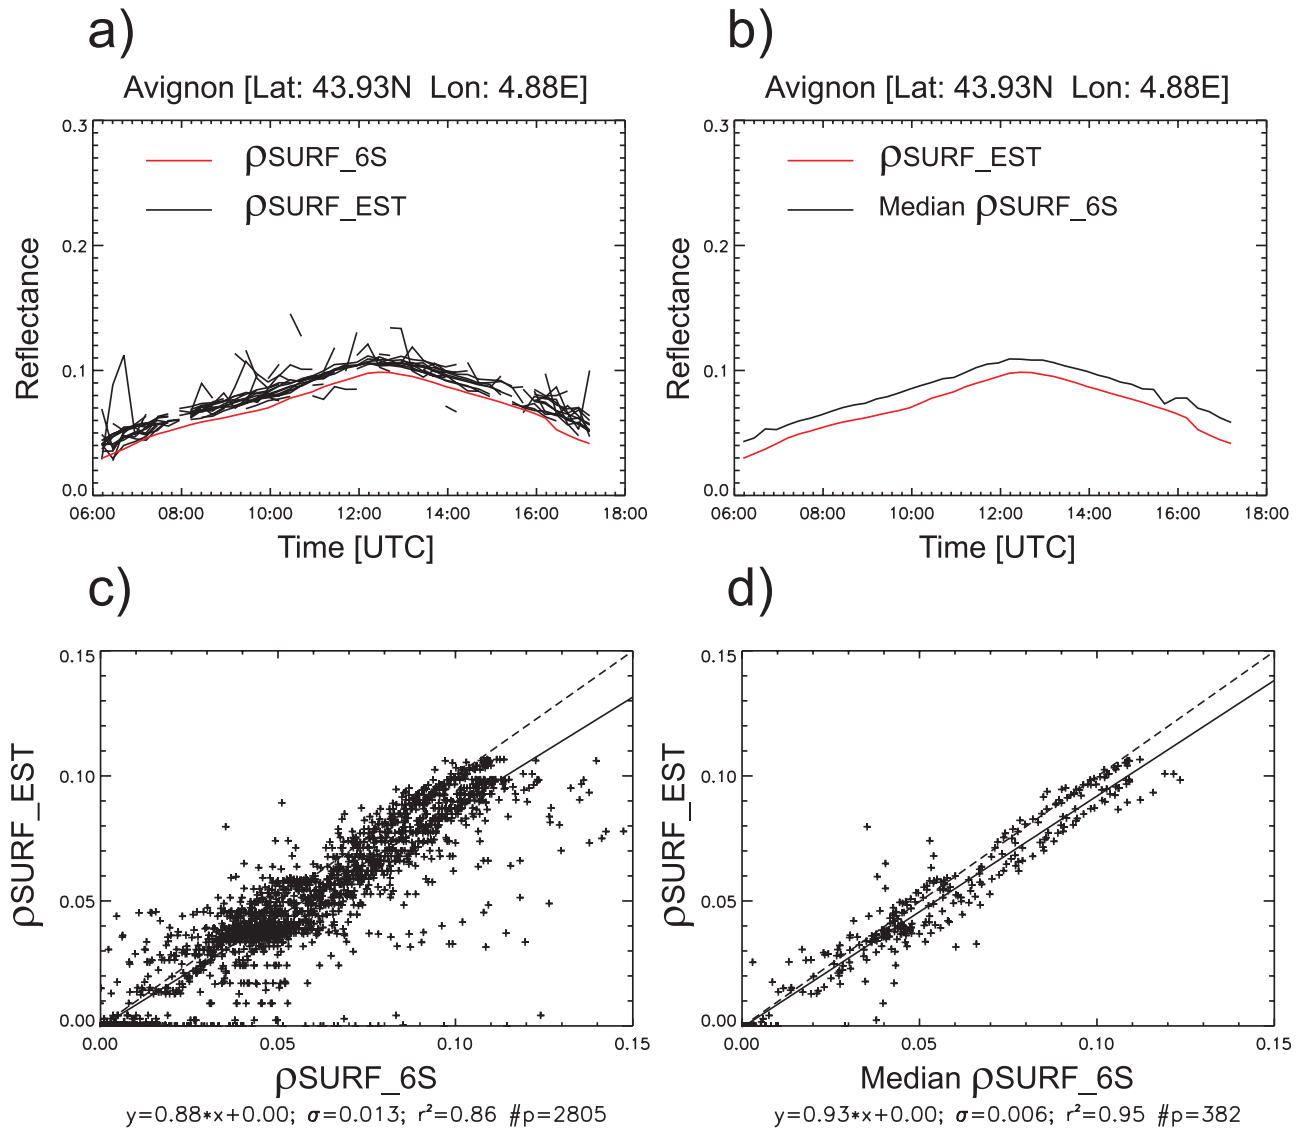 a)
Avignon [Lat: 43.93N Lon: 4.88E]
0.3
0.2
0.1
0.0
Reflectance
ρSURF_6S
ρSURF_EST
06:00 08:00 10:00 12:00 14:00 16:00 18:00
Time [UTC]
b)
Avignon [Lat: 43.93N Lon: 4.88E]
0.3
0.2
0.1
0.0
Reflectance
ρSURF_EST
Median ρSURF_6S
06:00 08:00 10:00 12:00 14:00 16:00 18:00
Time [UTC]
c)
0.15
0.10
0.05
0.00
ρSURF_EST
0.00 0.05 0.10 0.15
ρSURF_6S
y=0.88*x+0.00; σ=0.013; r²=0.86 #p=2805
d)
0.15
0.10
0.05
0.00
ρSURF_EST
0.00 0.05 0.10 0.15
Median ρSURF_6S
y=0.93*x+0.00; σ=0.006; r²=0.95 #p=382